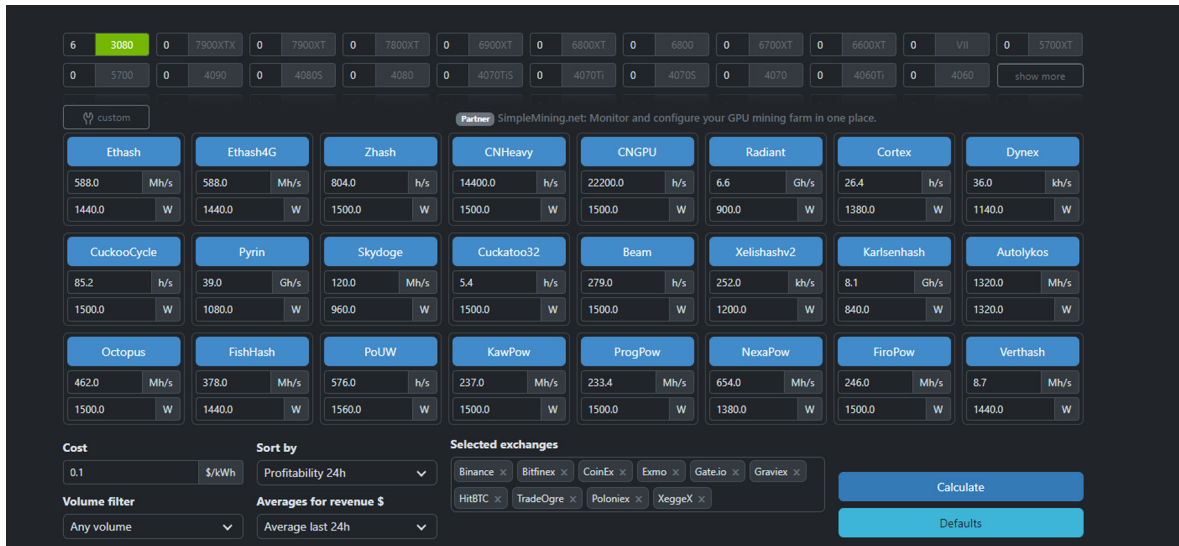 6 3080 0 7900XTX 0 7900XT 0 7800XT 0 6900XT 0 6800XT 0 6800 0 6700XT 0 6600XT 0 VII 0 5700XT
0 5700 0 4090 0 4080S 0 4080 0 4070TiS 0 4070Ti 0 4070S 0 4070 0 4060Ti 0 4060 show more
custom Partner SimpleMining.net: Monitor and configure your GPU mining farm in one place.
Ethash Ethash4G Zhash CNHeavy CNGPU Radiant Cortex Dynex
588.0 Mh/s 588.0 Mh/s 804.0 h/s 14400.0 h/s 22200.0 h/s 6.6 Gh/s 26.4 h/s 36.0 kh/s
1440.0 W 1440.0 W 1500.0 W 1500.0 W 1500.0 W 900.0 W 1380.0 W 1140.0 W
CuckooCycle Pyrin Skydoge Cuckatoo32 Beam Xelishashv2 Karlsenhash Autolykos
85.2 h/s 39.0 Gh/s 120.0 Mh/s 5.4 h/s 279.0 h/s 252.0 kh/s 8.1 Gh/s 1320.0 Mh/s
1500.0 W 1080.0 W 960.0 W 1500.0 W 1500.0 W 1200.0 W 840.0 W 1320.0 W
Octopus FishHash PoUW KawPow ProgPow NexaPow FiroPow Verthash
462.0 Mh/s 378.0 Mh/s 576.0 h/s 237.0 Mh/s 233.4 Mh/s 654.0 Mh/s 246.0 Mh/s 8.7 Mh/s
1500.0 W 1440.0 W 1560.0 W 1500.0 W 1500.0 W 1380.0 W 1500.0 W 1440.0 W
Cost Sort by Selected exchanges
0.1 $/kWh Profitability 24h Binance × Bitfinex × CoinEx × Exmo × Gate.io × Graviex ×
Calculate
Volume filter Averages for revenue $ HitBTC × TradeOgre × Poloniex × XeggeX ×
Any volume Average last 24h Defaults